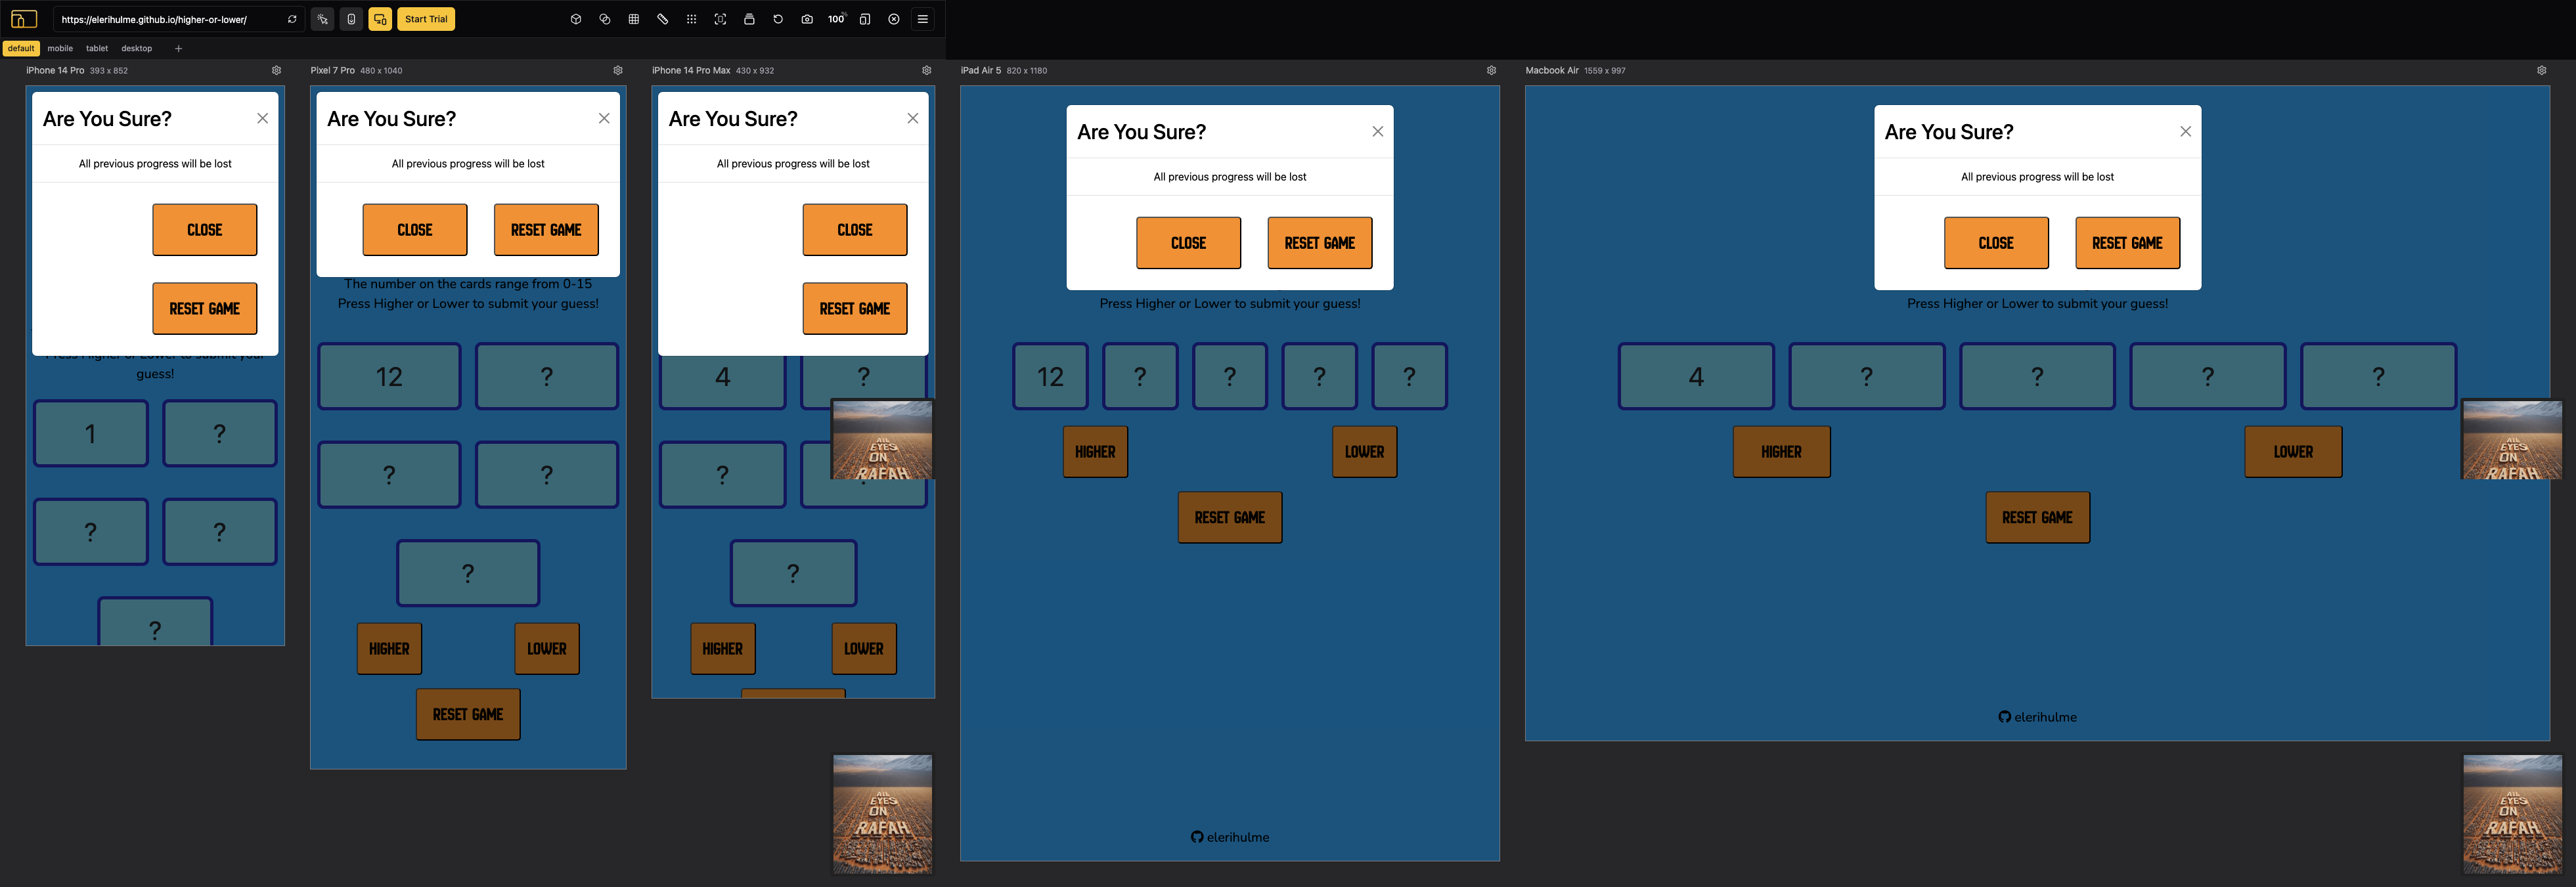 https://elerihulme.github.io/higher-or-lower/
Start Trial
100%
default mobile tablet desktop +
iPhone 14 Pro 393 x 852
Are You Sure?
All previous progress will be lost
CLOSE
RESET GAME
Press Higher or Lower to submit your
guess!
1 ?
? ?
?
Pixel 7 Pro 480 x 1040
Are You Sure?
All previous progress will be lost
CLOSE RESET GAME
The number on the cards range from 0-15
Press Higher or Lower to submit your guess!
12 ?
? ?
?
HIGHER LOWER
RESET GAME
iPhone 14 Pro Max 430 x 932
Are You Sure?
All previous progress will be lost
CLOSE
RESET GAME
4 ?
?
?
HIGHER LOWER
ALL
EYES
ON
RAFAH
ALL
EYES
ON
RAFAH
iPad Air 5 820 x 1180
Are You Sure?
All previous progress will be lost
CLOSE RESET GAME
Press Higher or Lower to submit your guess!
12 ? ? ? ?
HIGHER LOWER
RESET GAME
elerihulme
Macbook Air 1559 x 997
Are You Sure?
All previous progress will be lost
CLOSE RESET GAME
Press Higher or Lower to submit your guess!
4 ? ? ? ?
HIGHER LOWER
RESET GAME
elerihulme
ALL
EYES
ON
RAFAH
ALL
EYES
ON
RAFAH